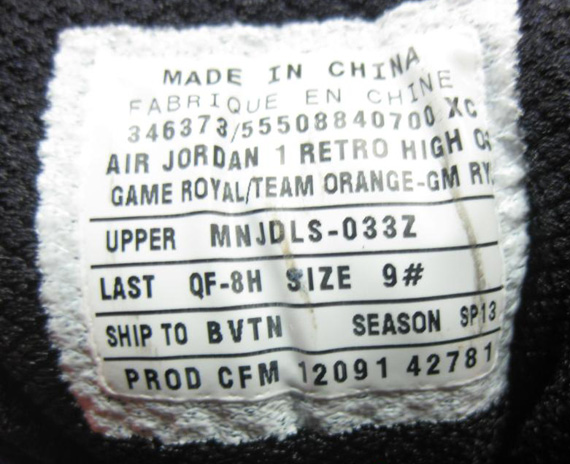 MADE IN CHINA
FABRIQUE EN CHINE
346373/55508840700 XC
AIR JORDAN 1 RETRO HIGH
GAME ROYAL/TEAM ORANGE-GM RY
UPPER MNJDLS-033Z
LAST QF-8H SIZE 9#
SHIP TO BVTN SEASON SP13
PROD CFM 12091 42781